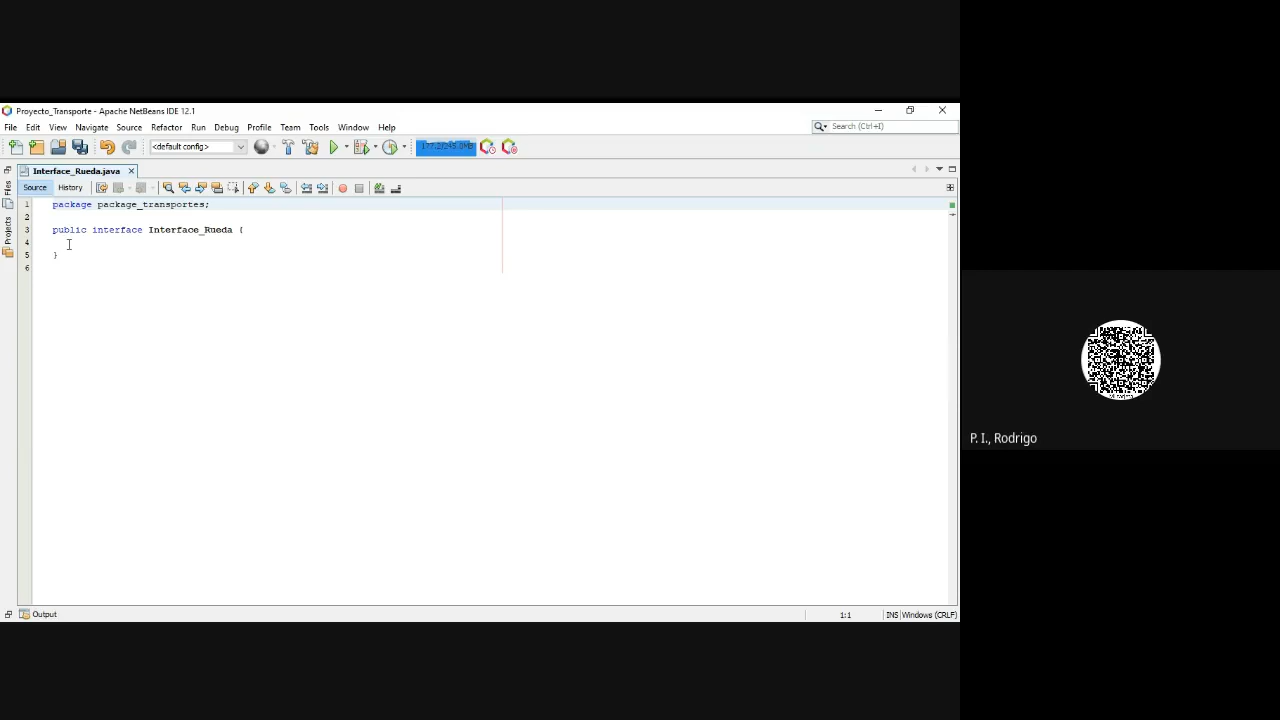 Proyecto_Transporte - Apache NetBeans IDE 12.1
File Edit View Navigate Source Refactor Run Debug Profile Team Tools Window Help
Search (Ctrl+I)
<default config>
Interface_Rueda.java
Source History
Files
Projects
1 package package_transportes;
2
3 public interface Interface_Rueda {
4
5 }
6
Output
1:1 INS Windows (CRLF)
P. I., Rodrigo